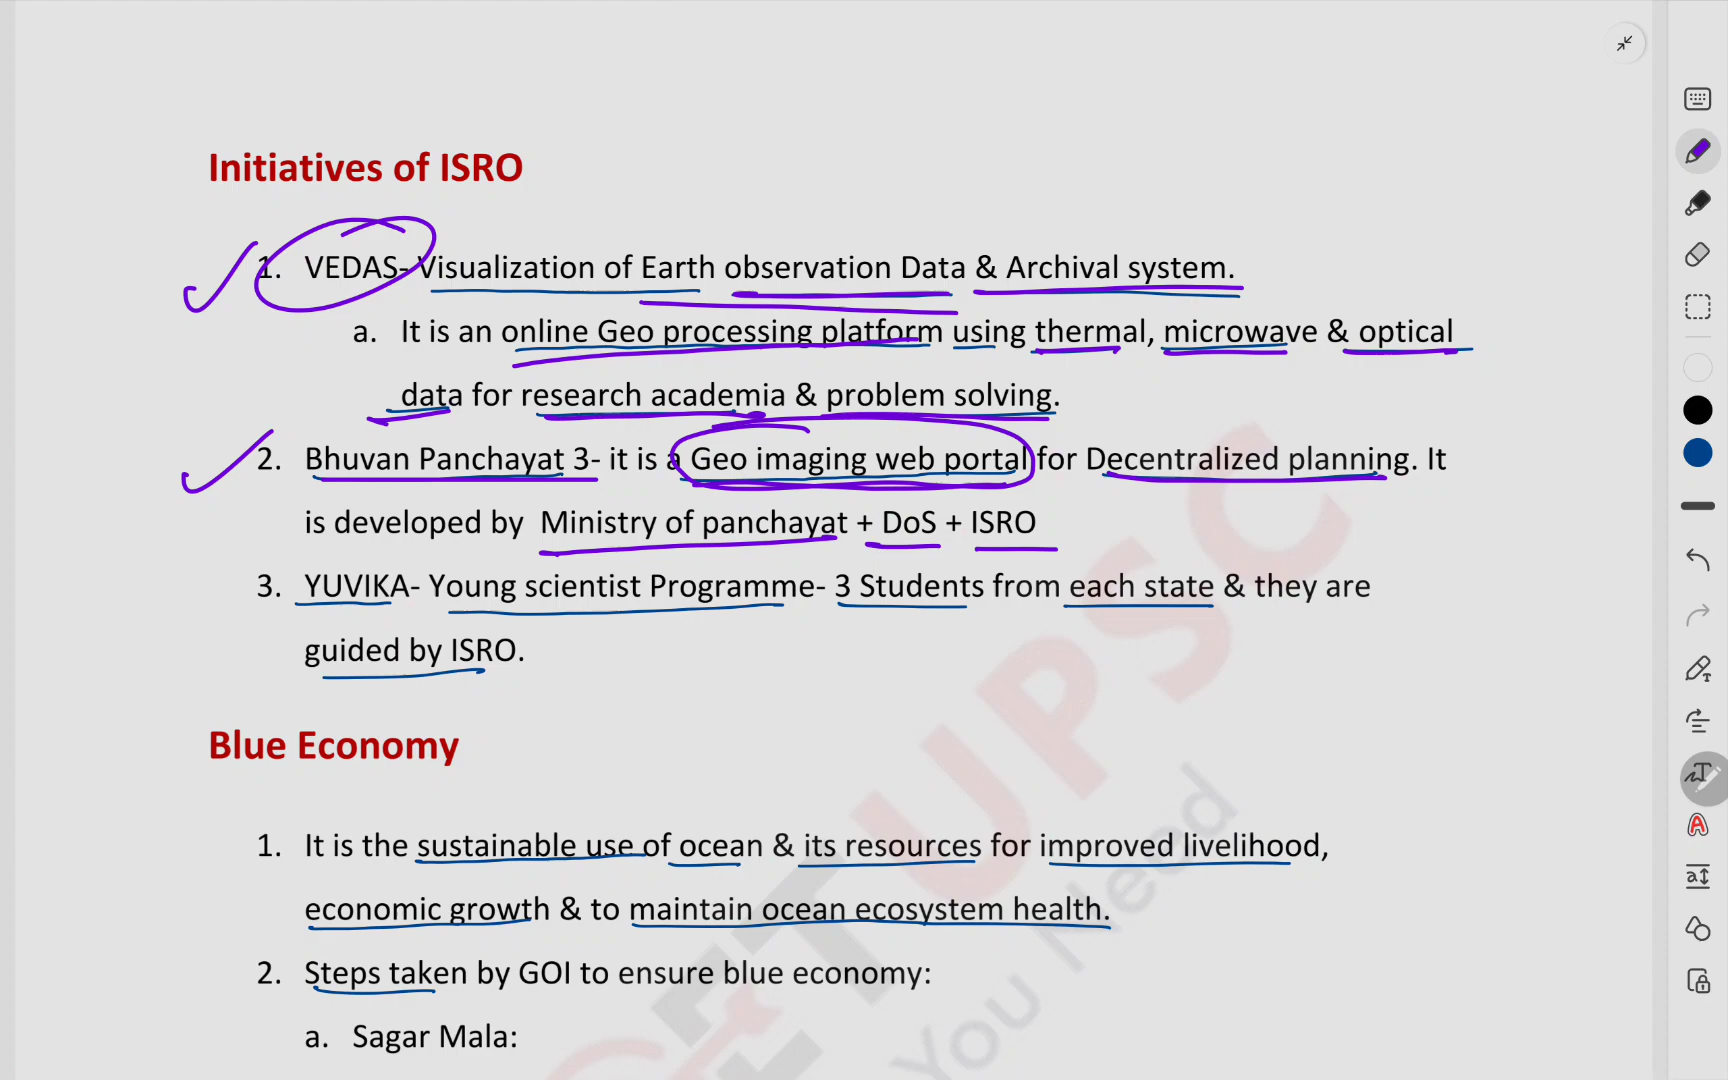 Initiatives of ISRO
1. VEDAS- Visualization of Earth observation Data & Archival system.
a. It is an online Geo processing platform using thermal, microwave & optical
data for research academia & problem solving.
2. Bhuvan Panchayat 3- it is a Geo imaging web portal for Decentralized planning. It
is developed by Ministry of panchayat + DoS + ISRO
3. YUVIKA- Young scientist Programme- 3 Students from each state & they are
guided by ISRO.
Blue Economy
1. It is the sustainable use of ocean & its resources for improved livelihood,
economic growth & to maintain ocean ecosystem health.
2. Steps taken by GOI to ensure blue economy:
a. Sagar Mala:
UPSC
You Need